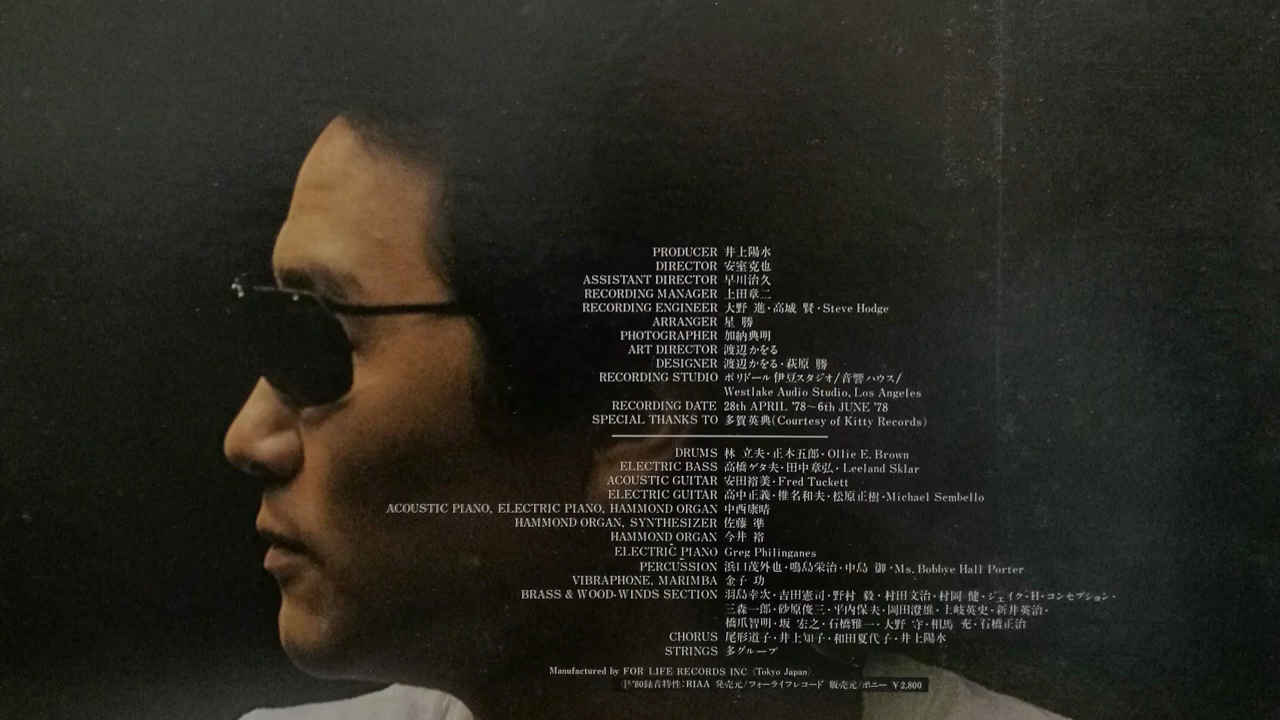 PRODUCER 井上陽水
DIRECTOR 安室克也
ASSISTANT DIRECTOR 早川治久
RECORDING MANAGER 上田章二
RECORDING ENGINEER 大野 進・高城 賢・Steve Hodge
ARRANGER 星 勝
PHOTOGRAPHER 加納典明
ART DIRECTOR 渡辺かをる
DESIGNER 渡辺かをる・萩原 勝
RECORDING STUDIO ポリドール伊豆スタジオ/音響ハウス/
Westlake Audio Studio, Los Angeles
RECORDING DATE 28th APRIL '78〜6th JUNE '78
SPECIAL THANKS TO 多賀英典(Courtesy of Kitty Records)
DRUMS 林 立夫・正木五郎・Ollie E. Brown
ELECTRIC BASS 高橋ゲタ夫・田中章弘・Leeland Sklar
ACOUSTIC GUITAR 安田裕美・Fred Tuckett
ELECTRIC GUITAR 高中正義・椎名和夫・松原正樹・Michael Sembello
ACOUSTIC PIANO, ELECTRIC PIANO, HAMMOND ORGAN 中西康晴
HAMMOND ORGAN, SYNTHESIZER 佐藤 準
HAMMOND ORGAN 今井 裕
ELECTRIC PIANO Greg Philinganes
PERCUSSION 浜口茂外也・鳴島栄治・中島 御・Ms. Bobbye Hall Porter
VIBRAPHONE, MARIMBA 金子 功
BRASS & WOOD-WINDS SECTION 羽島幸次・吉田憲司・野村 毅・村田文治・村岡 健・ジェイク・H・コンセプション・
三森一郎・砂原俊三・平内保夫・岡田澄雄・土岐英史・新井英治・
橋爪智明・坂 宏之・石橋雅一・大野 守・相馬 充・石橋正治
CHORUS 尾形道子・井上知子・和田夏代子・井上陽水
STRINGS 多グループ
Manufactured by FOR LIFE RECORDS INC (Tokyo Japan)
Ⓟ'80録音特性:RIAA 発売元/フォーライフレコード 販売元/ポニー ¥2,800